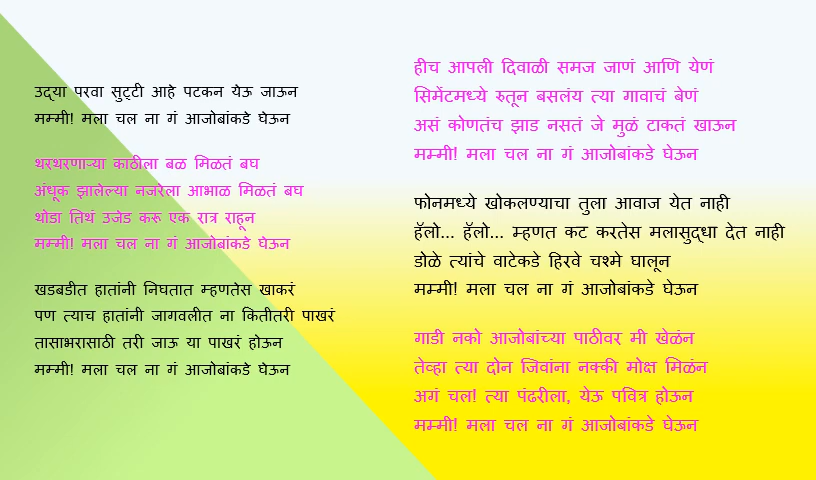 उद्या परवा सुट्टी आहे पटकन येऊ जाऊन
मम्मी! मला चल ना गं आजोबांकडे घेऊन
थरथरणाऱ्या काठीला बळ मिळतं बघ
अंधूक झालेल्या नजरेला आभाळ मिळतं बघ
थोडा तिथं उजेड करू एक रात्र राहून
मम्मी! मला चल ना गं आजोबांकडे घेऊन
खडबडीत हातांनी निघतात म्हणतेस खाकरं
पण त्याच हातांनी जागवलीत ना कितीतरी पाखरं
तासाभरासाठी तरी जाऊ या पाखरं होऊन
मम्मी! मला चल ना गं आजोबांकडे घेऊन
हीच आपली दिवाळी समज जाणं आणि येणं
सिमेंटमध्ये रुतून बसलंय त्या गावाचं बेणं
असं कोणतंच झाड नसतं जे मुळं टाकतं खाऊन
मम्मी! मला चल ना गं आजोबांकडे घेऊन
फोनमध्ये खोकलण्याचा तुला आवाज येत नाही
हॅलो... हॅलो... म्हणत कट करतेस मलासुद्धा देत नाही
डोळे त्यांचे वाटेकडे हिरवे चश्मे घालून
मम्मी! मला चल ना गं आजोबांकडे घेऊन
गाडी नको आजोबांच्या पाठीवर मी खेळंन
तेव्हा त्या दोन जिवांना नक्की मोक्ष मिळंन
अगं चल! त्या पंढरीला, येऊ पवित्र होऊन
मम्मी! मला चल ना गं आजोबांकडे घेऊन